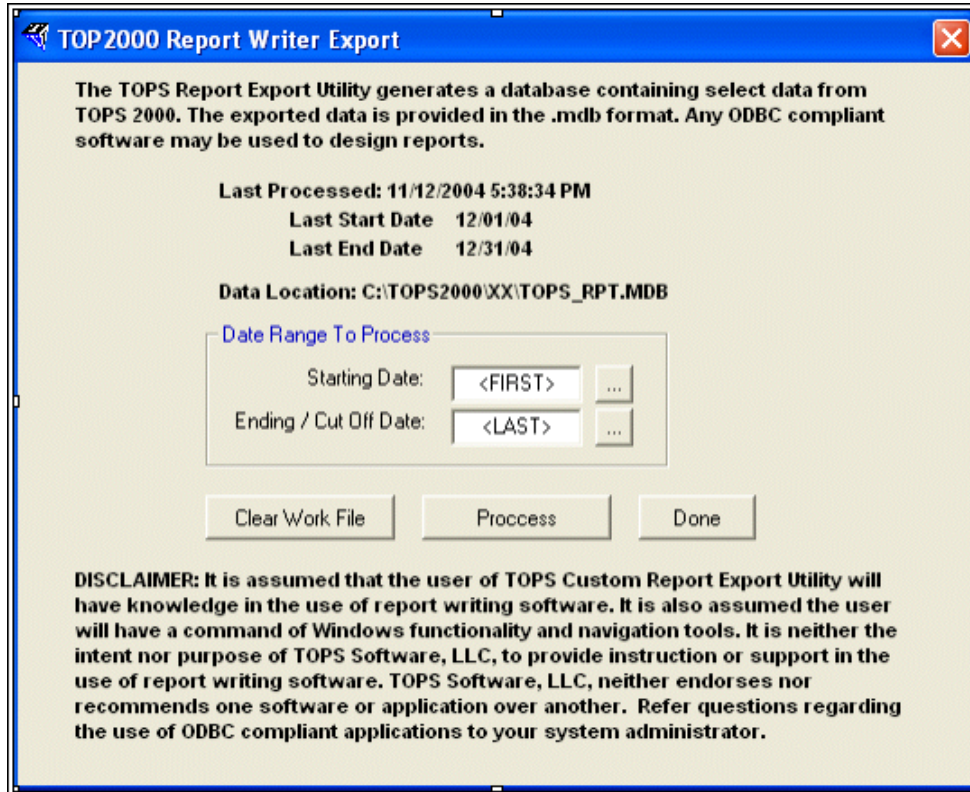 TOP2000 Report Writer Export
The TOPS Report Export Utility generates a database containing select data from
TOPS 2000. The exported data is provided in the .mdb format. Any ODBC compliant
software may be used to design reports.
Last Processed: 11/12/2004 5:38:34 PM
Last Start Date 12/01/04
Last End Date 12/31/04
Data Location: C:\TOPS2000\XX\TOPS_RPT.MDB
Date Range To Process
Starting Date: <FIRST> ...
Ending / Cut Off Date: <LAST> ...
Clear Work File Proccess Done
DISCLAIMER: It is assumed that the user of TOPS Custom Report Export Utility will
have knowledge in the use of report writing software. It is also assumed the user
will have a command of Windows functionality and navigation tools. It is neither the
intent nor purpose of TOPS Software, LLC, to provide instruction or support in the
use of report writing software. TOPS Software, LLC, neither endorses nor
recommends one software or application over another. Refer questions regarding
the use of ODBC compliant applications to your system administrator.